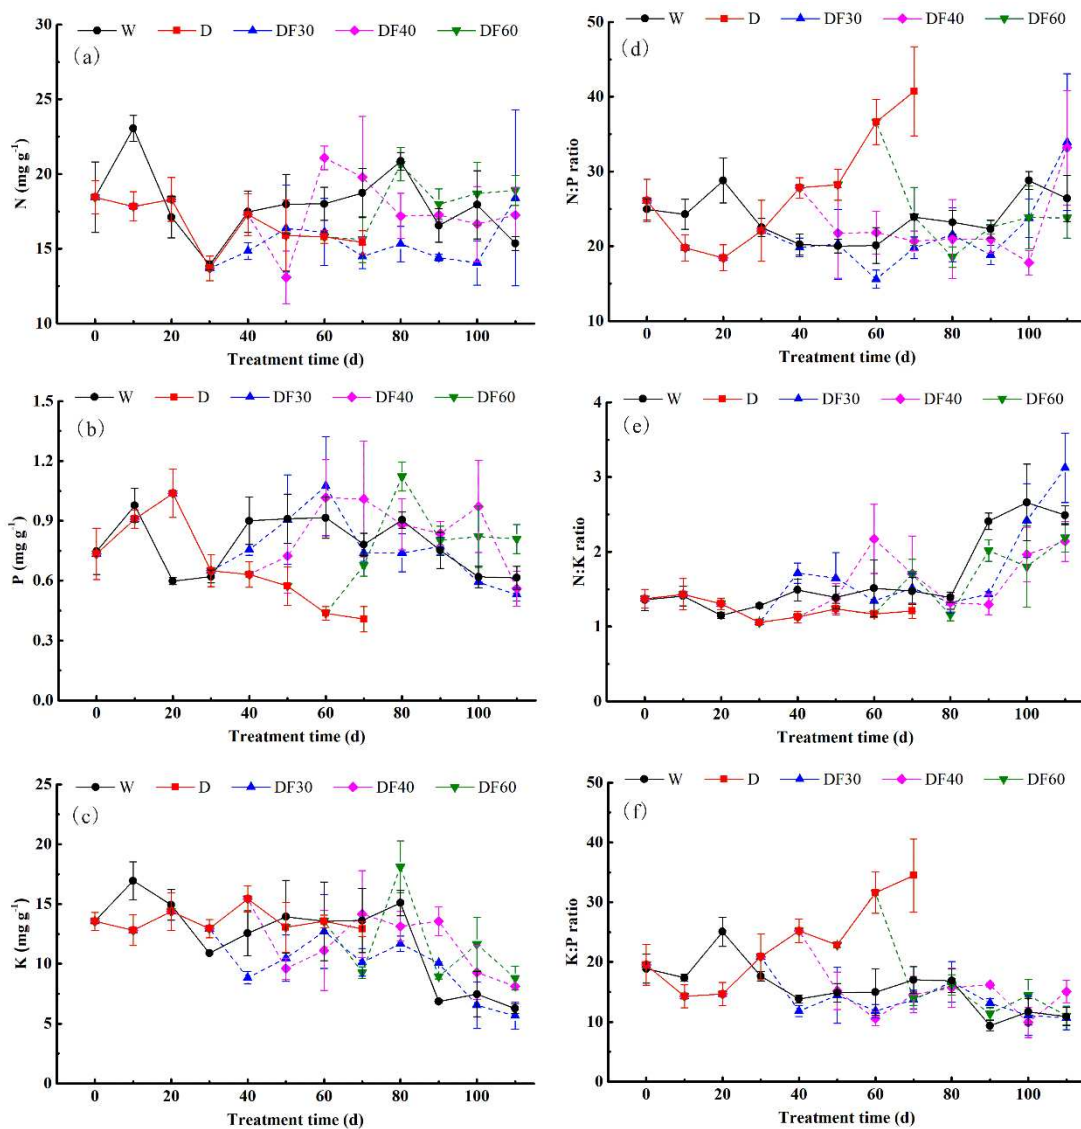 W D DF30 DF40 DF60
(a)
30
25
20
15
10
N (mg g⁻¹)
0 20 40 60 80 100
Treatment time (d)
W D DF30 DF40 DF60
(d)
50
40
30
20
10
N:P ratio
0 20 40 60 80 100
Treatment time (d)
W D DF30 DF40 DF60
(b)
1.5
1.2
0.9
0.6
0.3
0.0
P (mg g⁻¹)
0 20 40 60 80 100
Treatment time (d)
W D DF30 DF40 DF60
(e)
4
3
2
1
0
N:K ratio
0 20 40 60 80 100
Treatment time (d)
W D DF30 DF40 DF60
(c)
25
20
15
10
5
0
K (mg g⁻¹)
0 20 40 60 80 100
Treatment time (d)
W D DF30 DF40 DF60
(f)
50
40
30
20
10
0
K:P ratio
0 20 40 60 80 100
Treatment time (d)